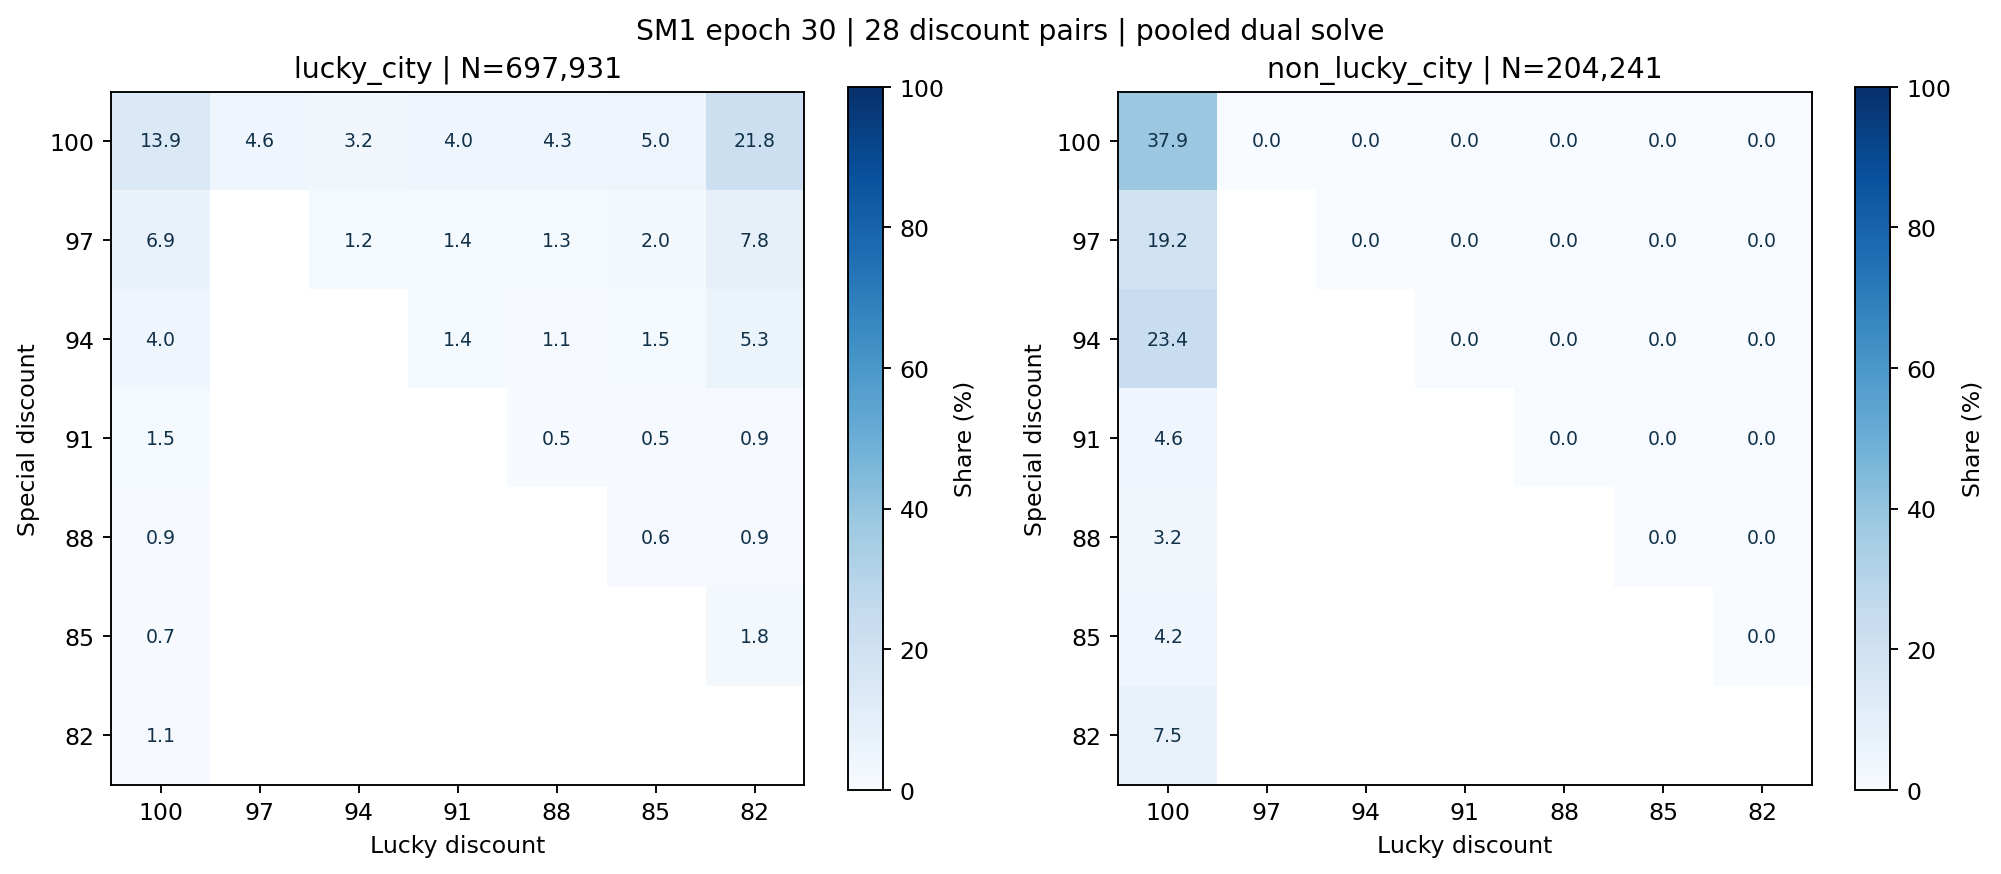 SM1 epoch 30 | 28 discount pairs | pooled dual solve
lucky_city | N=697,931
Special discount
100 13.9 4.6 3.2 4.0 4.3 5.0 21.8
97 6.9 1.2 1.4 1.3 2.0 7.8
94 4.0 1.4 1.1 1.5 5.3
91 1.5 0.5 0.5 0.9
88 0.9 0.6 0.9
85 0.7 1.8
82 1.1
100 97 94 91 88 85 82
Lucky discount
100
80
60
40
20
0
Share (%)
non_lucky_city | N=204,241
Special discount
100 37.9 0.0 0.0 0.0 0.0 0.0 0.0
97 19.2 0.0 0.0 0.0 0.0 0.0
94 23.4 0.0 0.0 0.0 0.0
91 4.6 0.0 0.0 0.0
88 3.2 0.0 0.0
85 4.2 0.0
82 7.5
100 97 94 91 88 85 82
Lucky discount
100
80
60
40
20
0
Share (%)